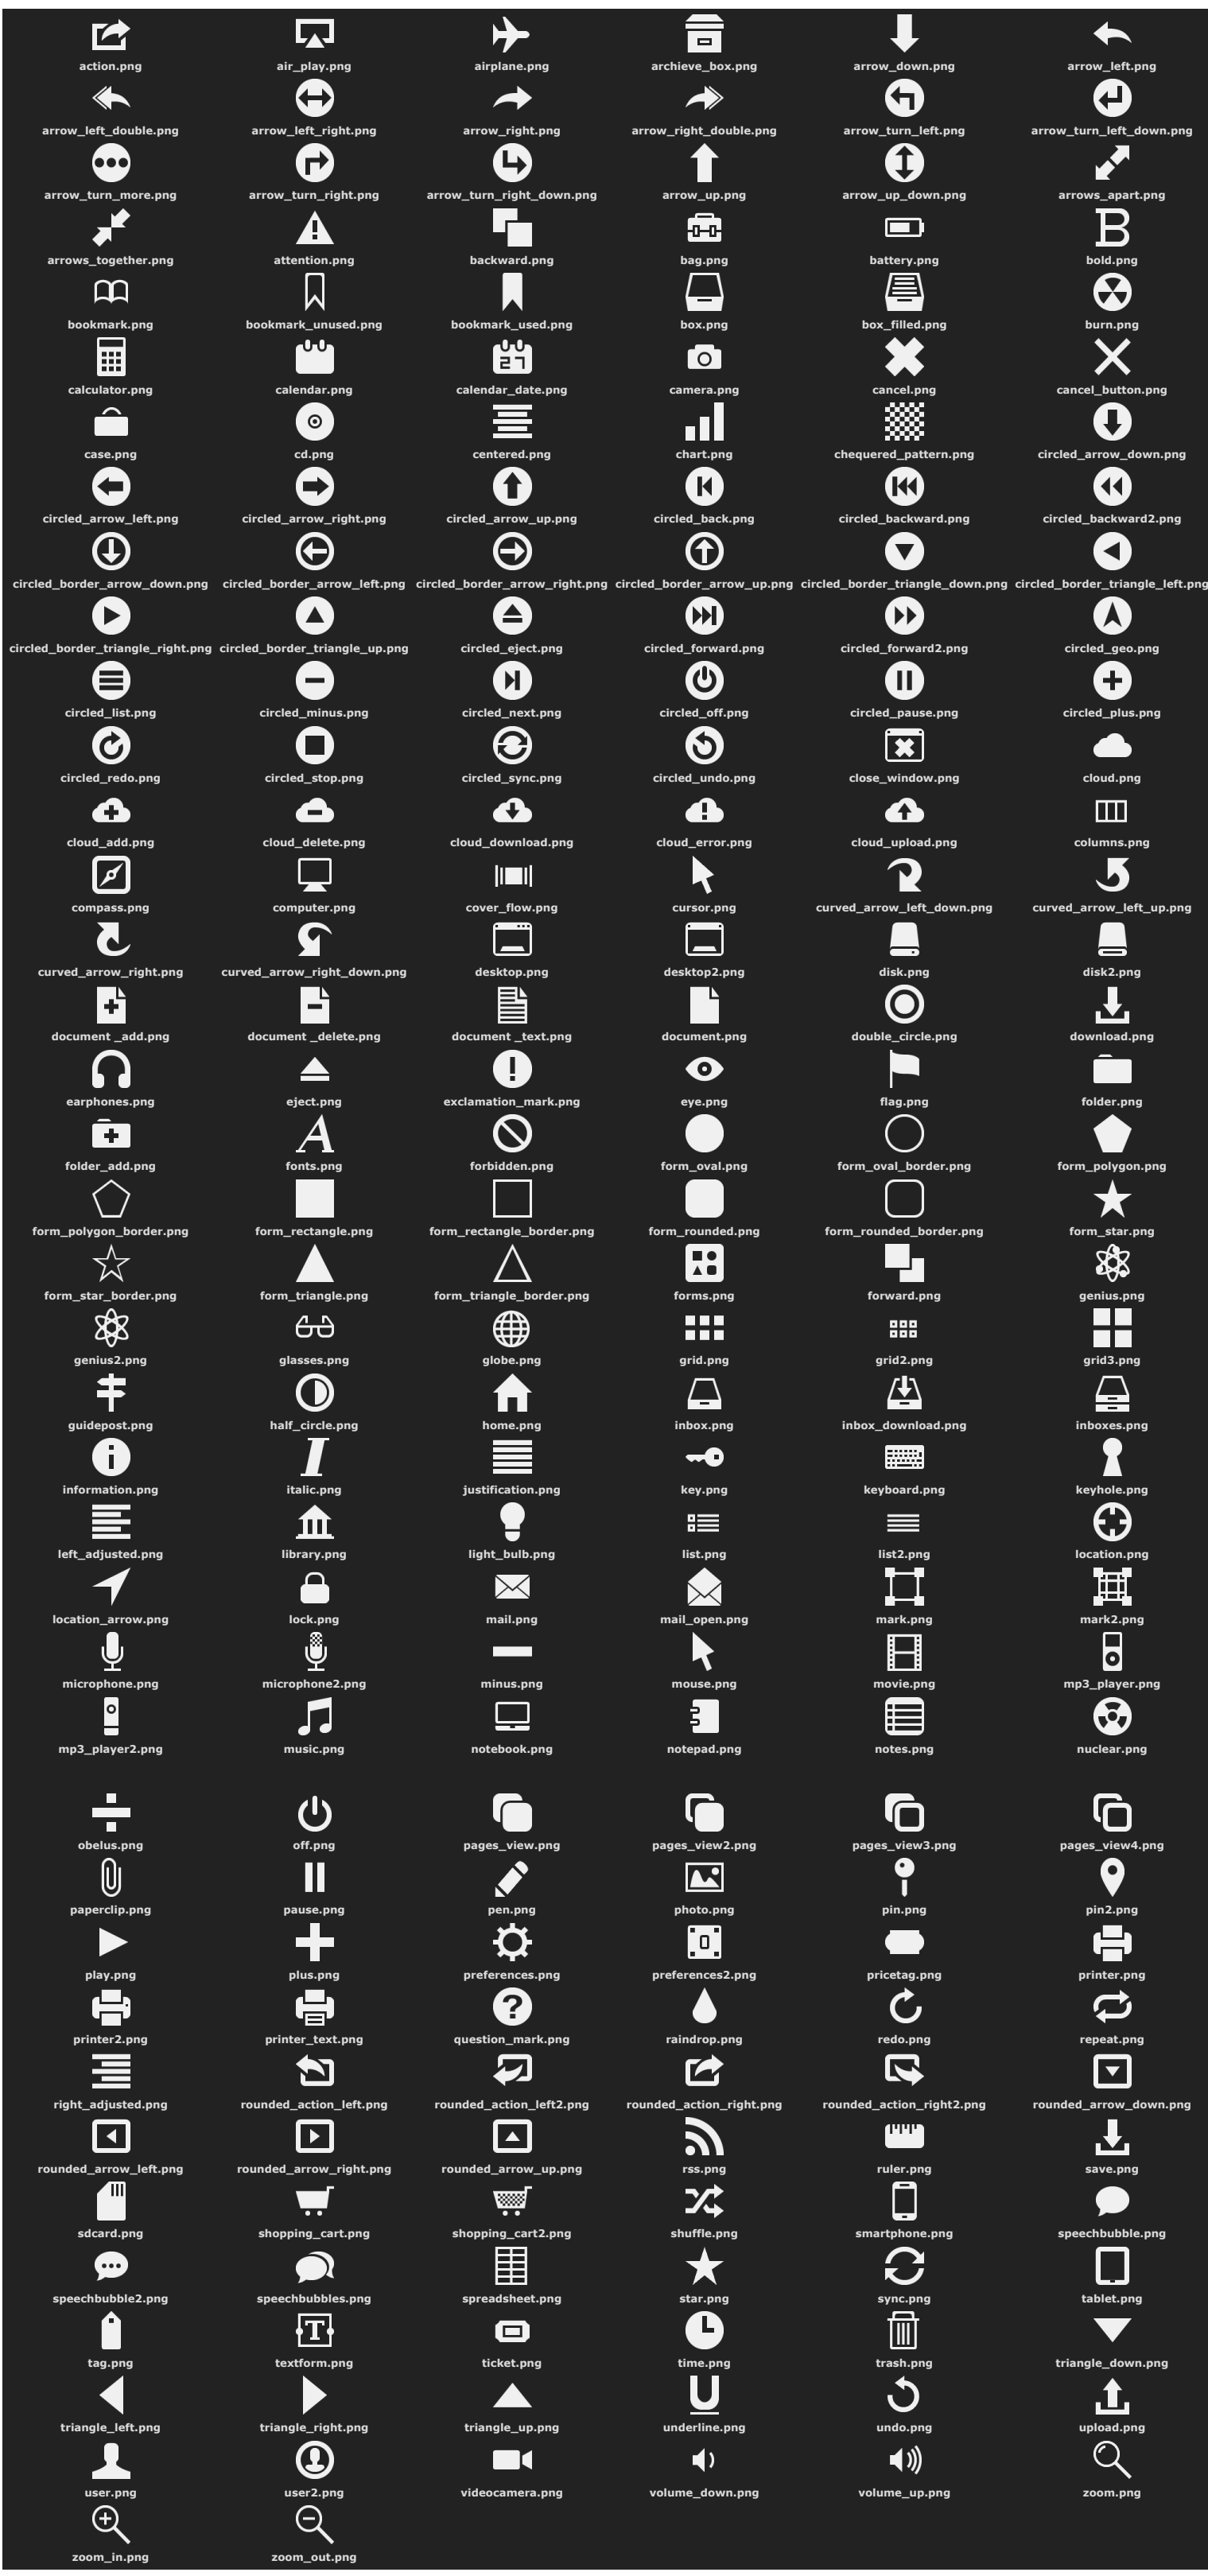 action.png air_play.png airplane.png archieve_box.png arrow_down.png arrow_left.png
arrow_left_double.png arrow_left_right.png arrow_right.png arrow_right_double.png arrow_turn_left.png arrow_turn_left_down.png
arrow_turn_more.png arrow_turn_right.png arrow_turn_right_down.png arrow_up.png arrow_up_down.png arrows_apart.png
arrows_together.png attention.png backward.png bag.png battery.png bold.png
bookmark.png bookmark_unused.png bookmark_used.png box.png box_filled.png burn.png
27
calculator.png calendar.png calendar_date.png camera.png cancel.png cancel_button.png
case.png cd.png centered.png chart.png chequered_pattern.png circled_arrow_down.png
circled_arrow_left.png circled_arrow_right.png circled_arrow_up.png circled_back.png circled_backward.png circled_backward2.png
circled_border_arrow_down.png circled_border_arrow_left.png circled_border_arrow_right.png circled_border_arrow_up.png circled_border_triangle_down.png circled_border_triangle_left.png
circled_border_triangle_right.png circled_border_triangle_up.png circled_eject.png circled_forward.png circled_forward2.png circled_geo.png
circled_list.png circled_minus.png circled_next.png circled_off.png circled_pause.png circled_plus.png
circled_redo.png circled_stop.png circled_sync.png circled_undo.png close_window.png cloud.png
cloud_add.png cloud_delete.png cloud_download.png cloud_error.png cloud_upload.png columns.png
compass.png computer.png cover_flow.png cursor.png curved_arrow_left_down.png curved_arrow_left_up.png
curved_arrow_right.png curved_arrow_right_down.png desktop.png desktop2.png disk.png disk2.png
document _add.png document _delete.png document _text.png document.png double_circle.png download.png
earphones.png eject.png exclamation_mark.png eye.png flag.png folder.png
folder_add.png fonts.png forbidden.png form_oval.png form_oval_border.png form_polygon.png
form_polygon_border.png form_rectangle.png form_rectangle_border.png form_rounded.png form_rounded_border.png form_star.png
form_star_border.png form_triangle.png form_triangle_border.png forms.png forward.png genius.png
genius2.png glasses.png globe.png grid.png grid2.png grid3.png
guidepost.png half_circle.png home.png inbox.png inbox_download.png inboxes.png
information.png italic.png justification.png key.png keyboard.png keyhole.png
left_adjusted.png library.png light_bulb.png list.png list2.png location.png
location_arrow.png lock.png mail.png mail_open.png mark.png mark2.png
microphone.png microphone2.png minus.png mouse.png movie.png mp3_player.png
mp3_player2.png music.png notebook.png notepad.png notes.png nuclear.png
obelus.png off.png pages_view.png pages_view2.png pages_view3.png pages_view4.png
paperclip.png pause.png pen.png photo.png pin.png pin2.png
play.png plus.png preferences.png preferences2.png pricetag.png printer.png
printer2.png printer_text.png question_mark.png raindrop.png redo.png repeat.png
right_adjusted.png rounded_action_left.png rounded_action_left2.png rounded_action_right.png rounded_action_right2.png rounded_arrow_down.png
rounded_arrow_left.png rounded_arrow_right.png rounded_arrow_up.png rss.png ruler.png save.png
sdcard.png shopping_cart.png shopping_cart2.png shuffle.png smartphone.png speechbubble.png
speechbubble2.png speechbubbles.png spreadsheet.png star.png sync.png tablet.png
tag.png textform.png ticket.png time.png trash.png triangle_down.png
triangle_left.png triangle_right.png triangle_up.png underline.png undo.png upload.png
user.png user2.png videocamera.png volume_down.png volume_up.png zoom.png
zoom_in.png zoom_out.png